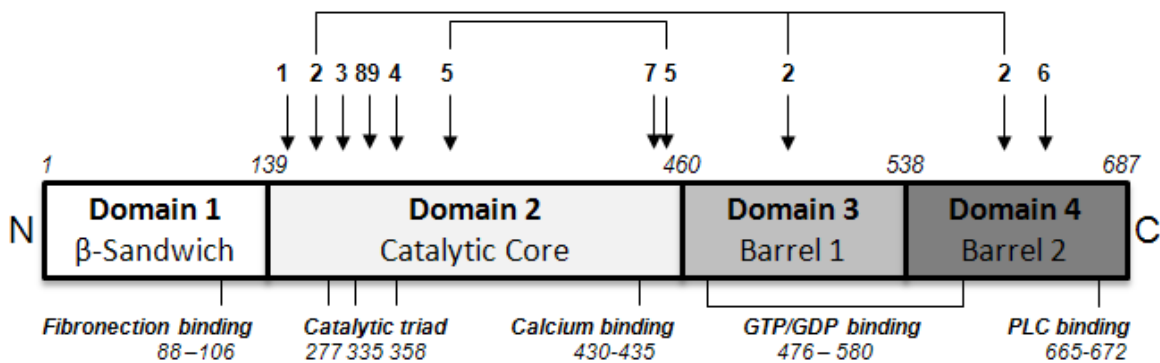 1 2 3 89 4 5 7 5 2 2 6
1 139 460 538 687
N Domain 1 Domain 2 Domain 3 Domain 4 C
β-Sandwich Catalytic Core Barrel 1 Barrel 2
Fibronection binding Catalytic triad Calcium binding GTP/GDP binding PLC binding
88–106 277 335 358 430-435 476–580 665-672